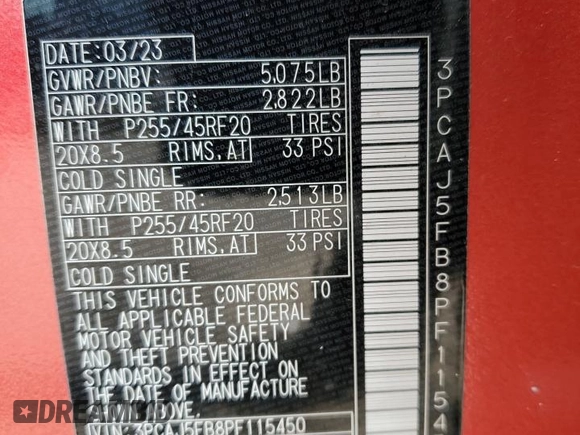 DATE: 03/23
GVWR/PNBV: 5,075LB
GAWR/PNBE FR: 2,822LB
WITH P255/45RF20 TIRES
20X8.5 RIMS, AT 33 PSI
COLD SINGLE
GAWR/PNBE RR: 2,513LB
WITH P255/45RF20 TIRES
20X8.5 RIMS, AT 33 PSI
COLD SINGLE
THIS VEHICLE CONFORMS TO
ALL APPLICABLE FEDERAL
MOTOR VEHICLE SAFETY
AND THEFT PREVENTION
STANDARDS IN EFFECT ON
THE DATE OF MANUFACTURE
ABOVE.
VIN: 3PCAJ5FB8PF115450
3PCAJ5FB8PF1154